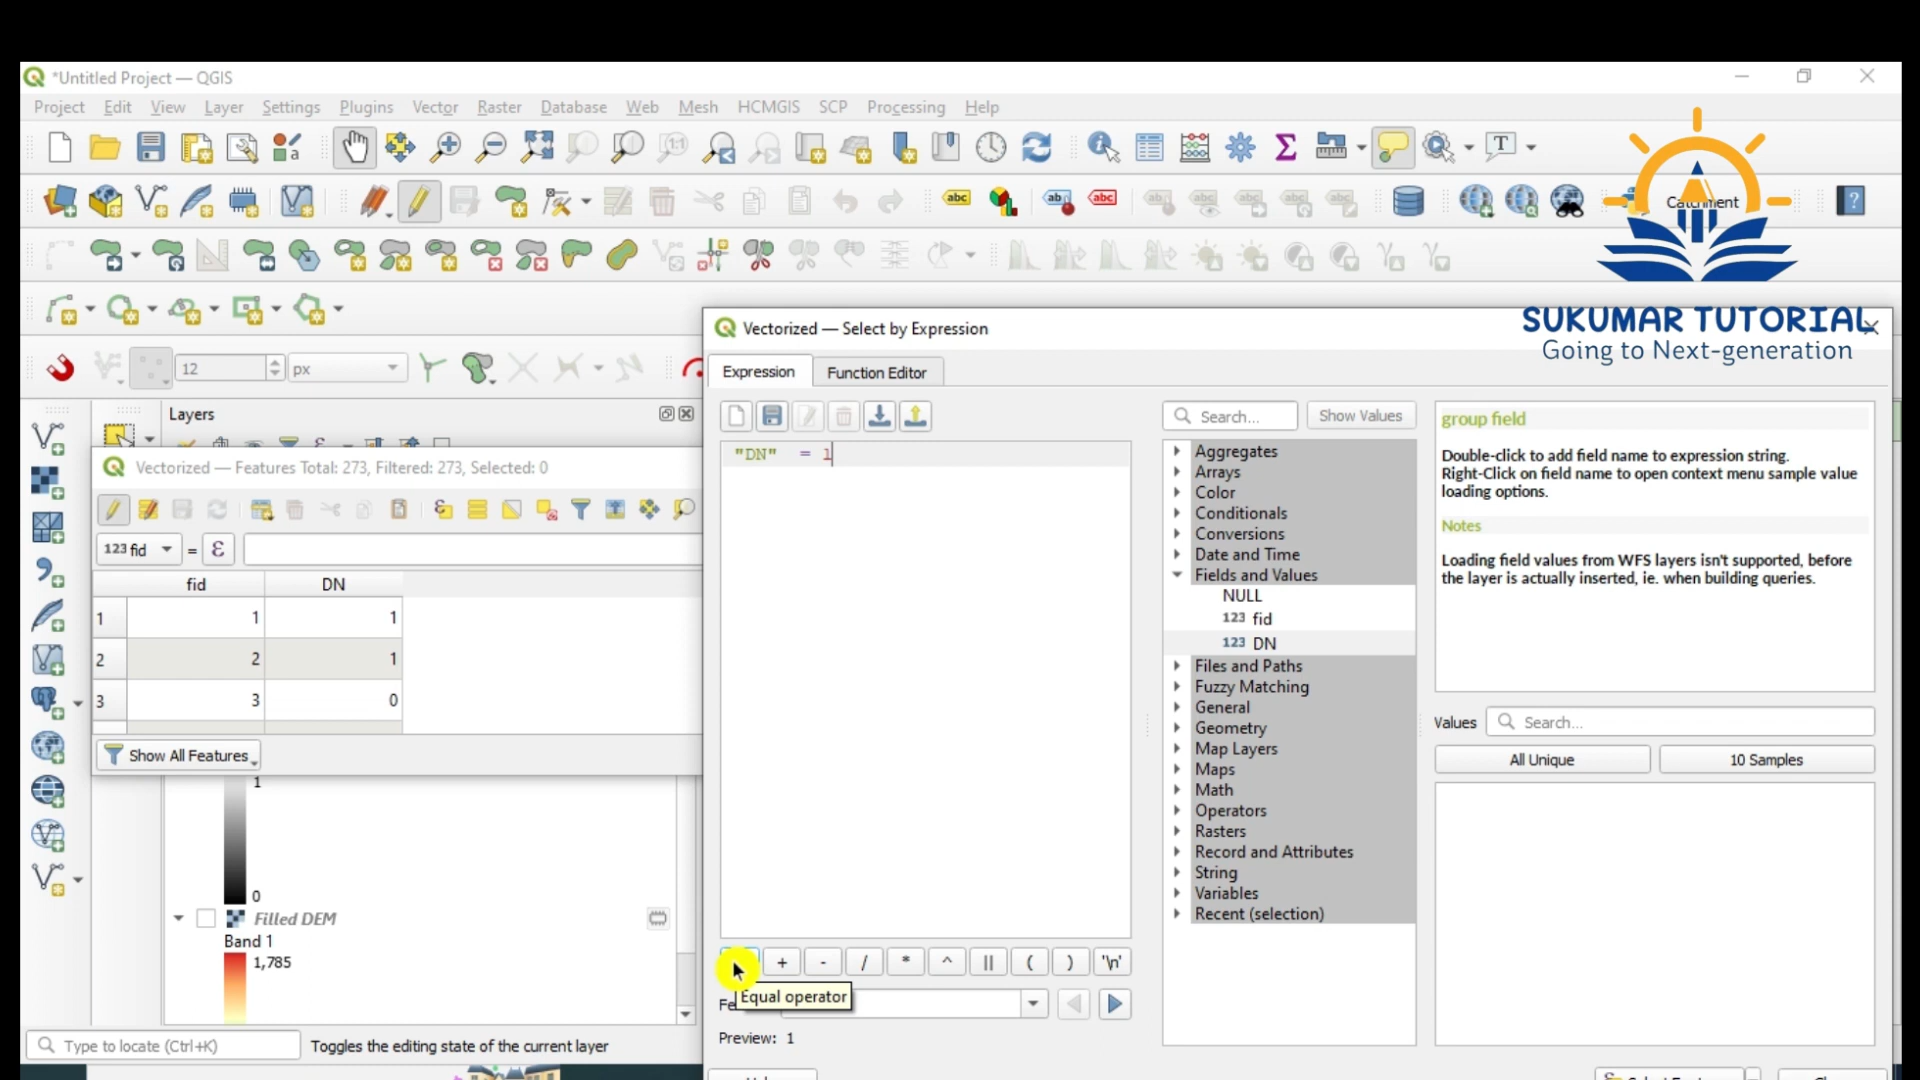 *Untitled Project — QGIS
Project Edit View Layer Settings Plugins Vector Raster Database Web Mesh HCMGIS SCP Processing Help
Catchment
SUKUMAR TUTORIAL
Going to Next-generation
12 px
Layers
Vectorized — Features Total: 273, Filtered: 273, Selected: 0
123 fid = ε
fid DN
1 1 1
2 2 1
3 3 0
Show All Features
1
0
Filled DEM
Band 1
1,785
Type to locate (Ctrl+K)
Toggles the editing state of the current layer
Vectorized — Select by Expression
Expression Function Editor
"DN" = 1
+ - / * ^ || ( ) '\n'
Equal operator
Preview: 1
Search... Show Values
Aggregates
Arrays
Color
Conditionals
Conversions
Date and Time
Fields and Values
NULL
123 fid
123 DN
Files and Paths
Fuzzy Matching
General
Geometry
Map Layers
Maps
Math
Operators
Rasters
Record and Attributes
String
Variables
Recent (selection)
group field
Double-click to add field name to expression string.
Right-Click on field name to open context menu sample value
loading options.
Notes
Loading field values from WFS layers isn't supported, before
the layer is actually inserted, ie. when building queries.
Values Search...
All Unique 10 Samples